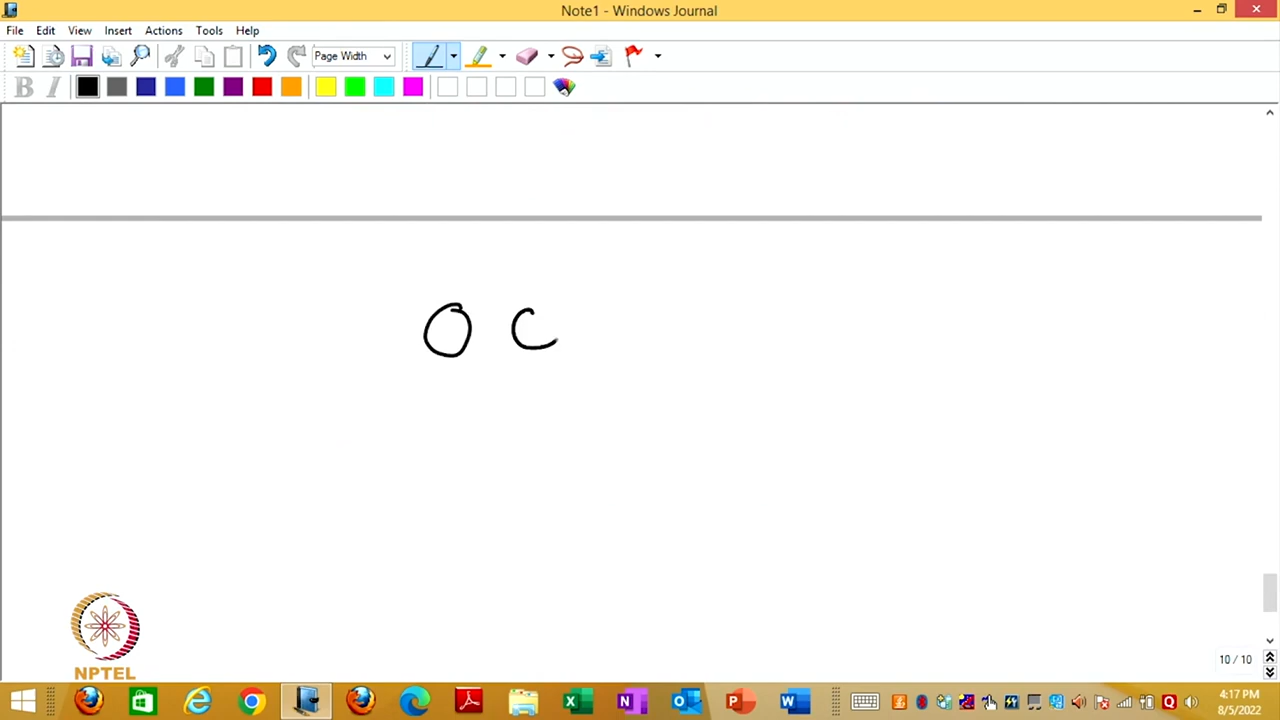 Note1 - Windows Journal
File Edit View Insert Actions Tools Help
Page Width
B I
O C
NPTEL
10 / 10
4:17 PM
8/5/2022